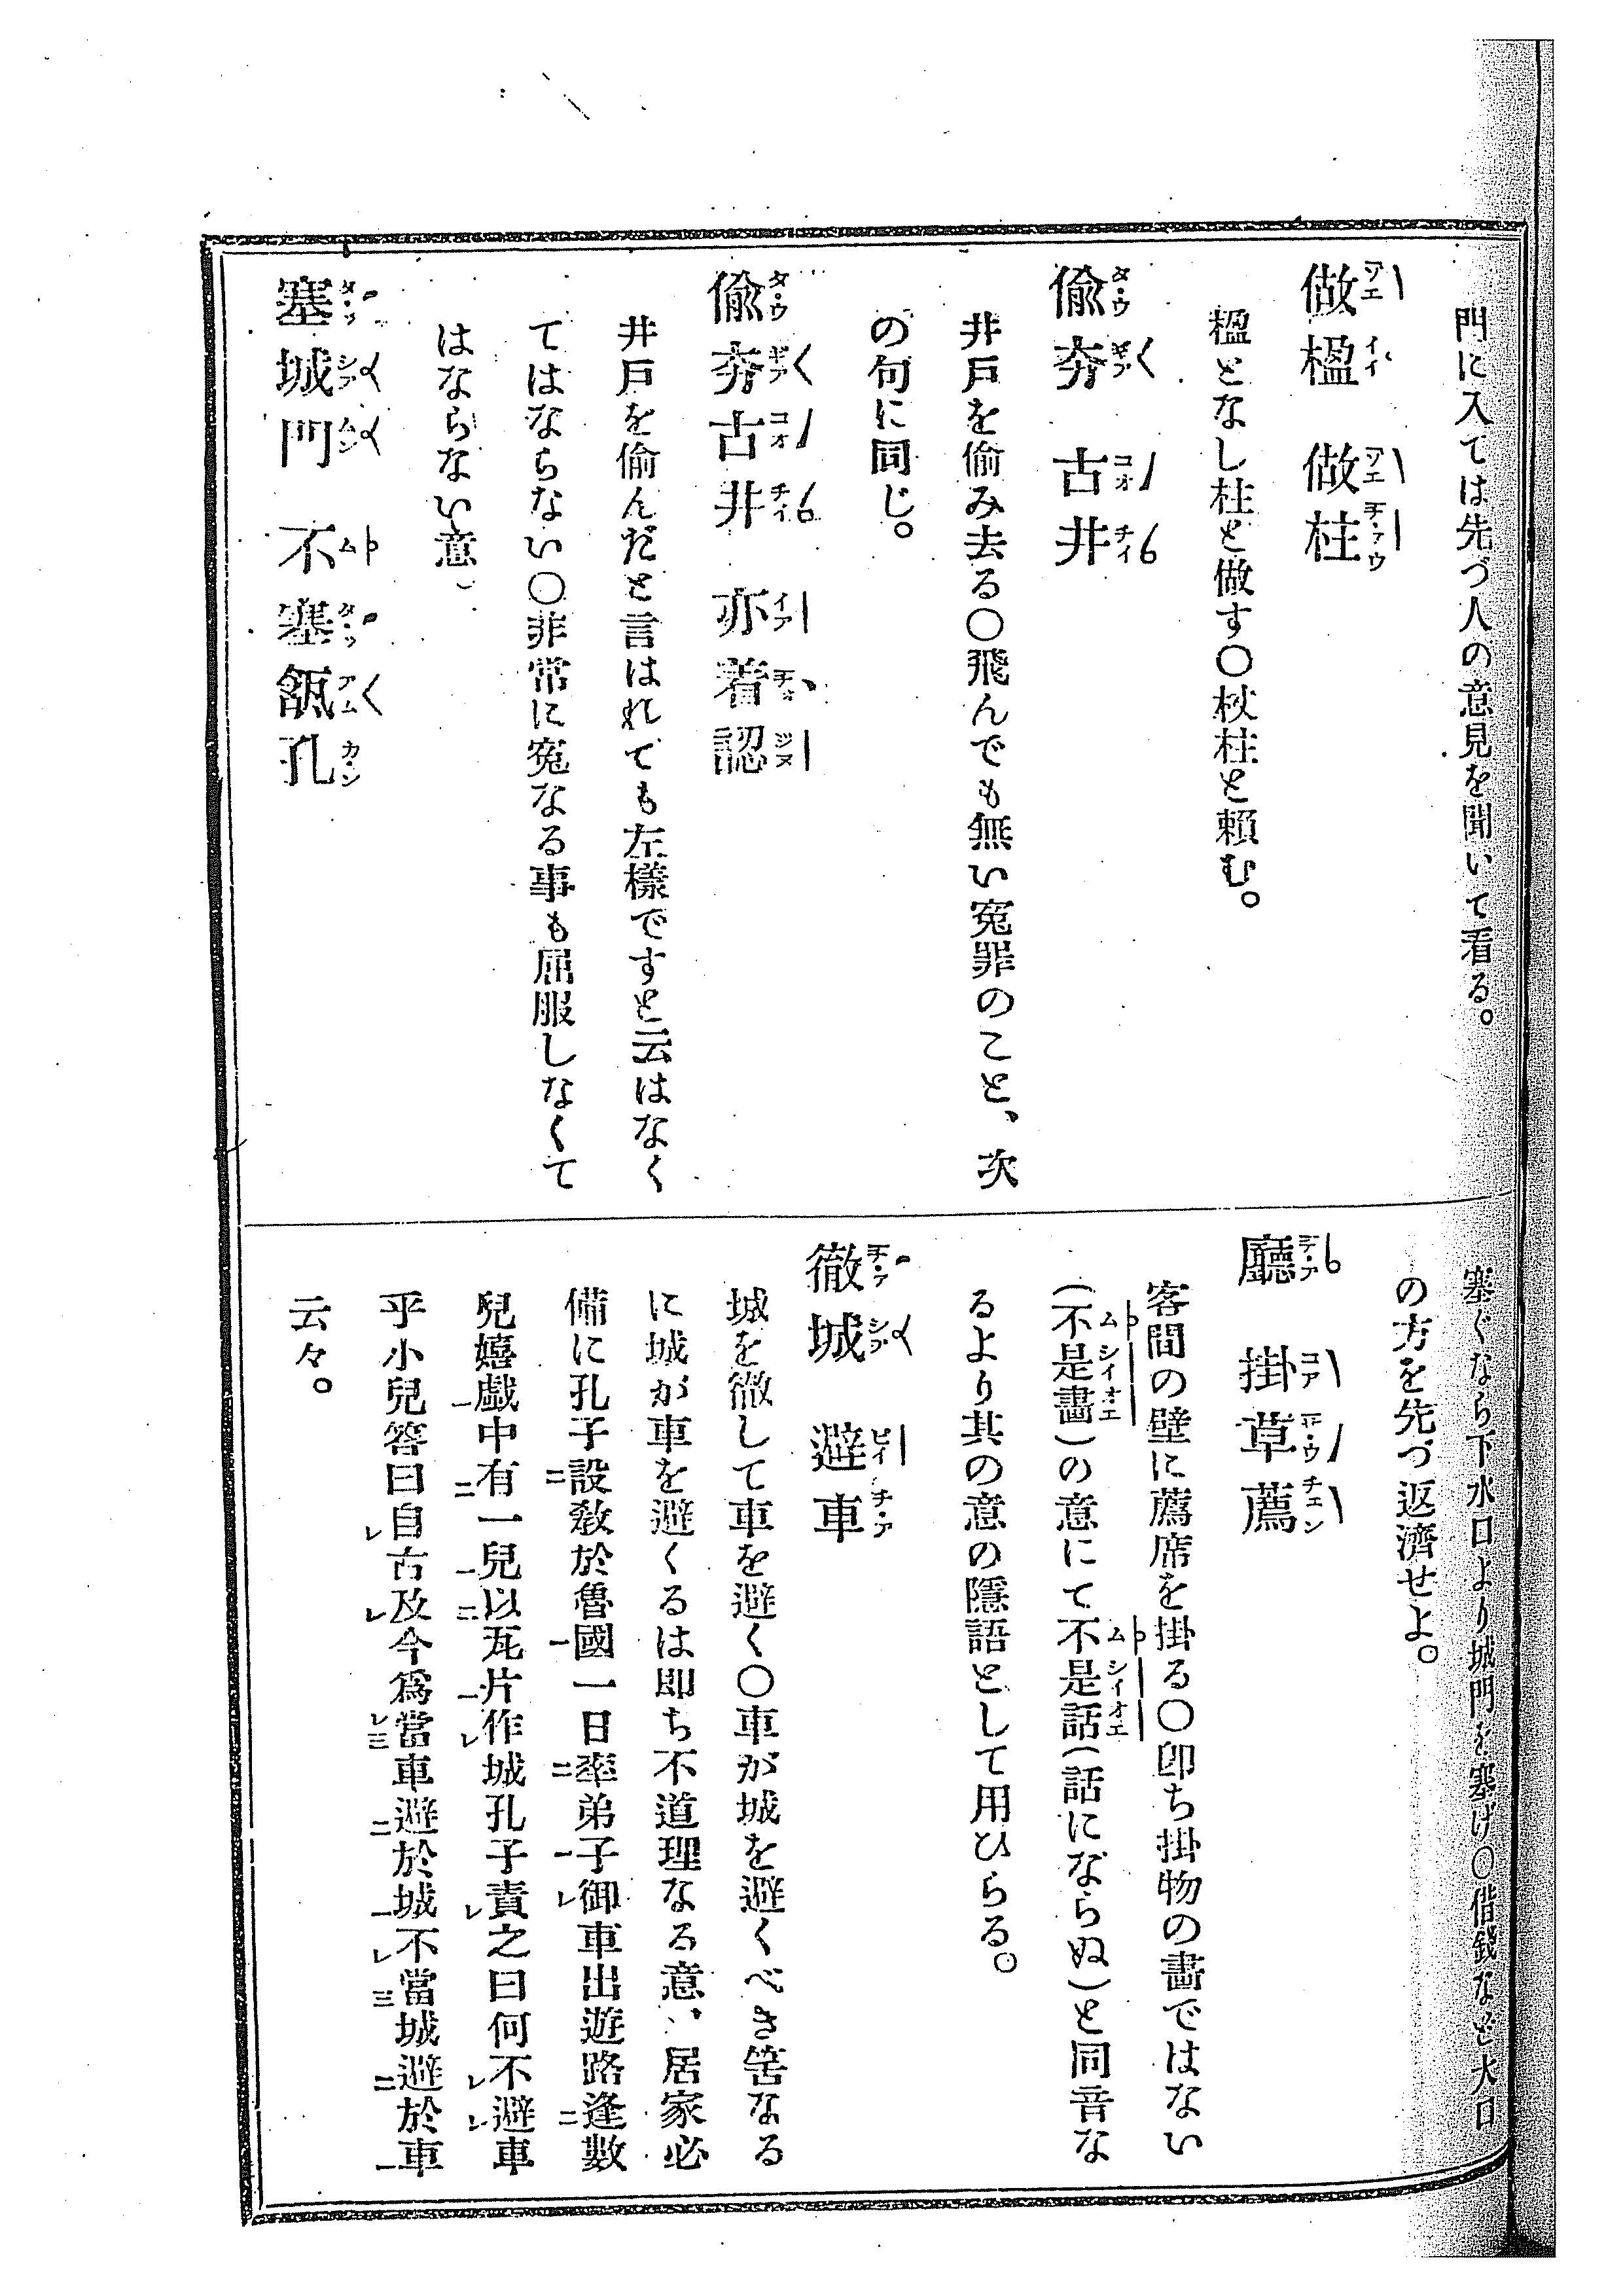 門に入ては先づ人の意見を聞いて看る。
做楹　做柱
楹となし柱と做す〇杖柱と賴む。
偸夯　古井
井戸を偷み去る〇飛んでも無い寃罪のこと、次
の句に同じ。
偸夯古井　亦着認
井戸を偷んだと言はれても左樣ですと云はなく
てはならない〇非常に寃なる事も屈服しなくて
はならない意、
塞城門　不塞𤭁孔
塞ぐなら下水口より城門を塞げ〇借錢など大口
の方を先づ返濟せよ。
廳　掛草薦
客間の壁に薦席を掛る〇卽ち掛物の畵ではない
(不是畵)の意にて不是話(話にならぬ)と同音な
るより其の意の隱語として用ひらる。
徹城　避車
城を徹して車を避く〇車が城を避くべき筈なる
に城が車を避くるは即ち不道理なる意、居家必
備に孔子設敎於魯國一日率弟子御車出遊路逢數
兒嬉戯中有一兒以瓦片作城孔子責之曰何不避車
乎小兒答曰自古及今爲當車避於城不當城避於車
云々。